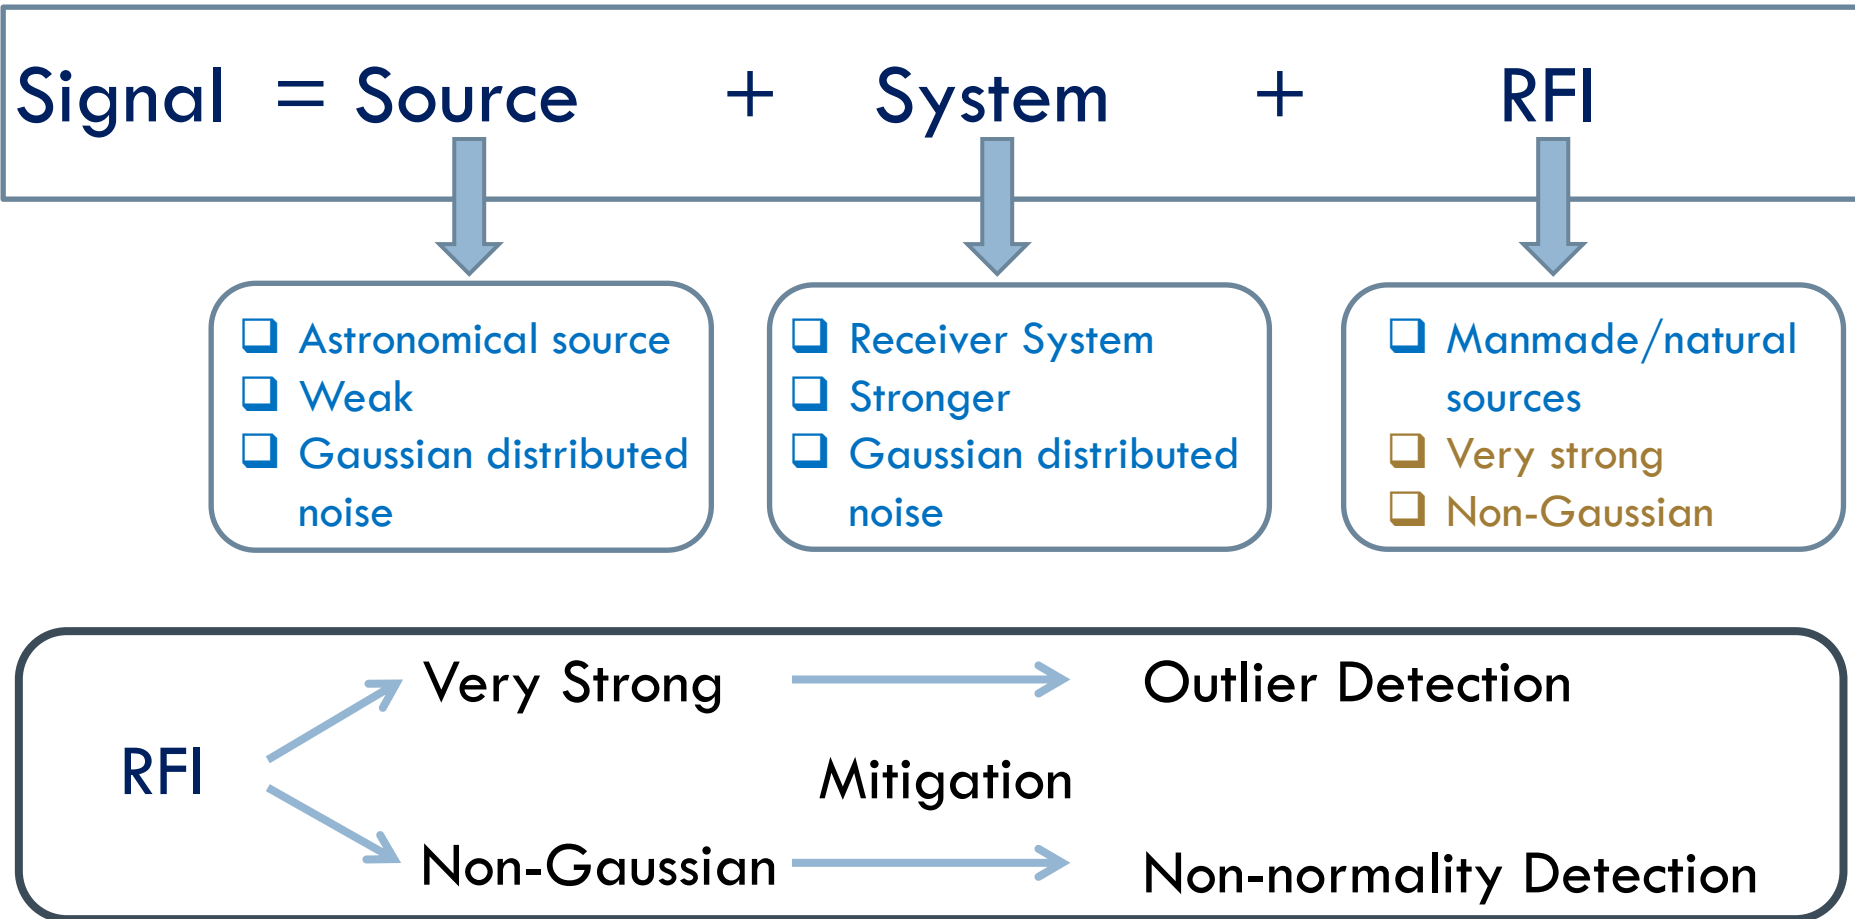 Signal = Source + System + RFI
Astronomical source
Weak
Gaussian distributed
noise
Receiver System
Stronger
Gaussian distributed
noise
Manmade/natural
sources
Very strong
Non-Gaussian
RFI
Very Strong
Outlier Detection
Mitigation
Non-Gaussian
Non-normality Detection